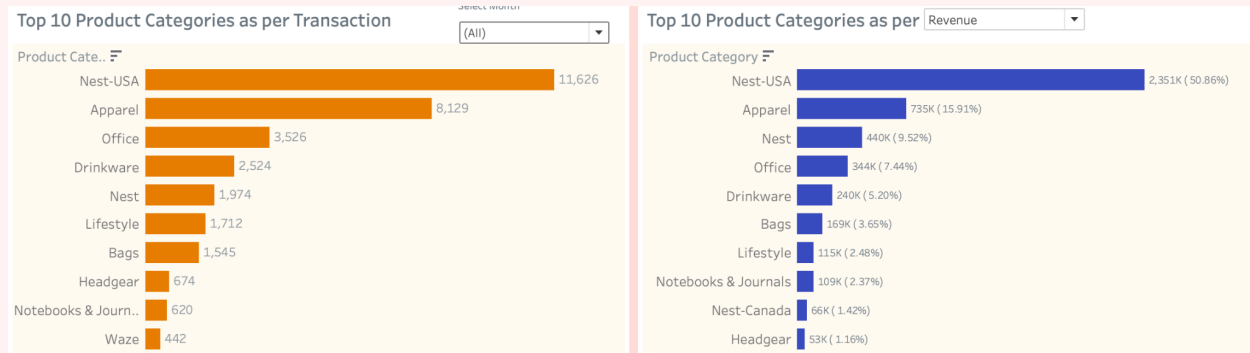 Top 10 Product Categories as per Transaction
Select Month
(All)
Product Cate..
Nest-USA 11,626
Apparel 8,129
Office 3,526
Drinkware 2,524
Nest 1,974
Lifestyle 1,712
Bags 1,545
Headgear 674
Notebooks & Journ.. 620
Waze 442
Top 10 Product Categories as per Revenue
Product Category
Nest-USA 2,351K ( 50.86%)
Apparel 735K ( 15.91%)
Nest 440K ( 9.52%)
Office 344K ( 7.44%)
Drinkware 240K ( 5.20%)
Bags 169K ( 3.65%)
Lifestyle 115K ( 2.48%)
Notebooks & Journals 109K ( 2.37%)
Nest-Canada 66K ( 1.42%)
Headgear 53K ( 1.16%)